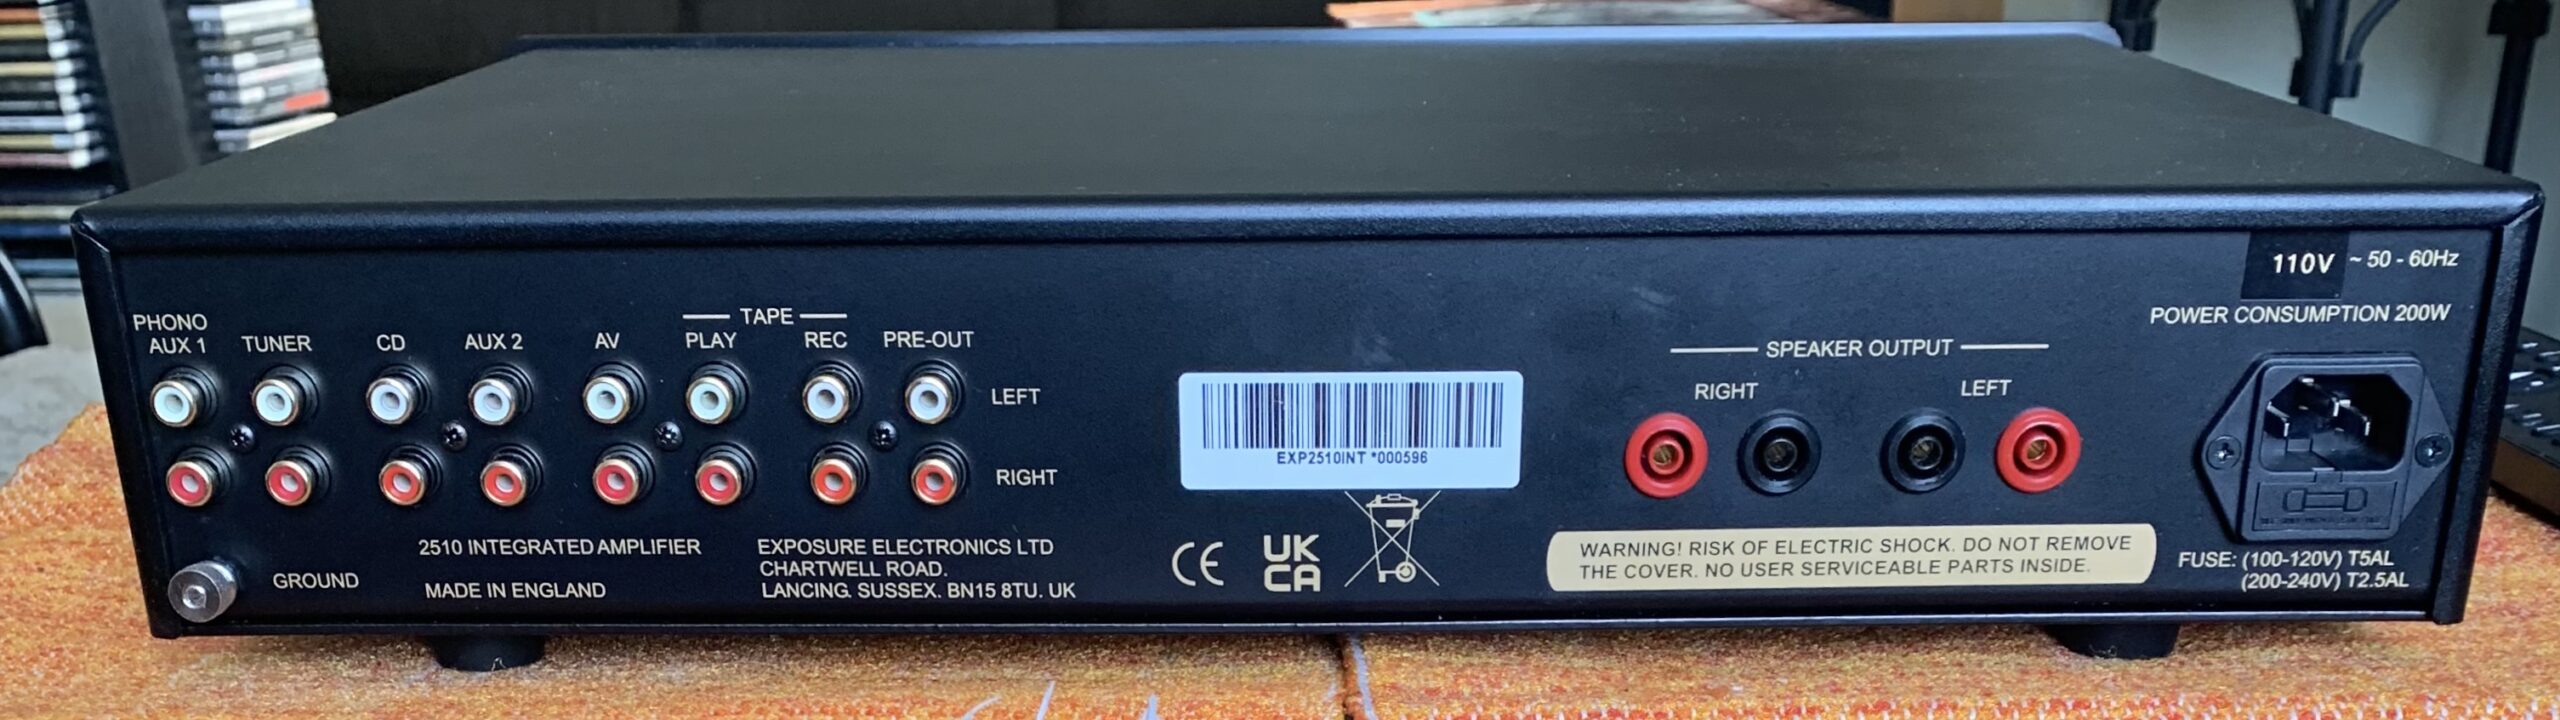 110V ~ 50 - 60Hz
POWER CONSUMPTION 200W
PHONO
AUX 1
TUNER
CD
AUX 2
AV
TAPE
PLAY
REC
PRE-OUT
LEFT
RIGHT
SPEAKER OUTPUT
RIGHT
LEFT
EXP2510INT *000596
GROUND
2510 INTEGRATED AMPLIFIER
MADE IN ENGLAND
EXPOSURE ELECTRONICS LTD
CHARTWELL ROAD.
LANCING. SUSSEX. BN15 8TU. UK
CE
UK
CA
WARNING! RISK OF ELECTRIC SHOCK. DO NOT REMOVE
THE COVER. NO USER SERVICEABLE PARTS INSIDE.
FUSE: (100-120V) T5AL
(200-240V) T2.5AL